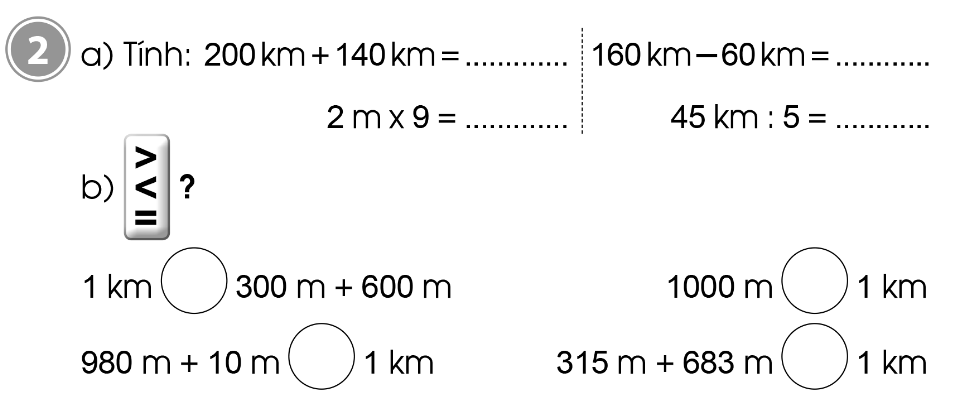 2 a) Tính: 200 km + 140 km = ............. 160 km − 60 km = ............
2 m x 9 = ............. 45 km : 5 = ............
b) > < = ?
1 km 300 m + 600 m 1000 m 1 km
980 m + 10 m 1 km 315 m + 683 m 1 km